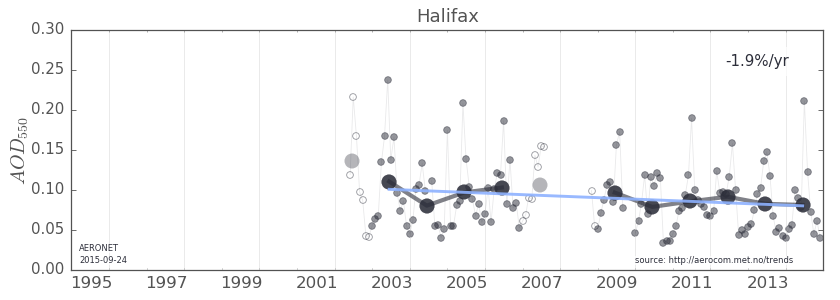 Halifax
0.30
-1.9%/yr
0.25
0.20
AOD550
0.15
0.10
0.05
AERONET
2015-09-24
source: http://aerocom.met.no/trends
0.00
1995 1997 1999 2001 2003 2005 2007 2009 2011 2013